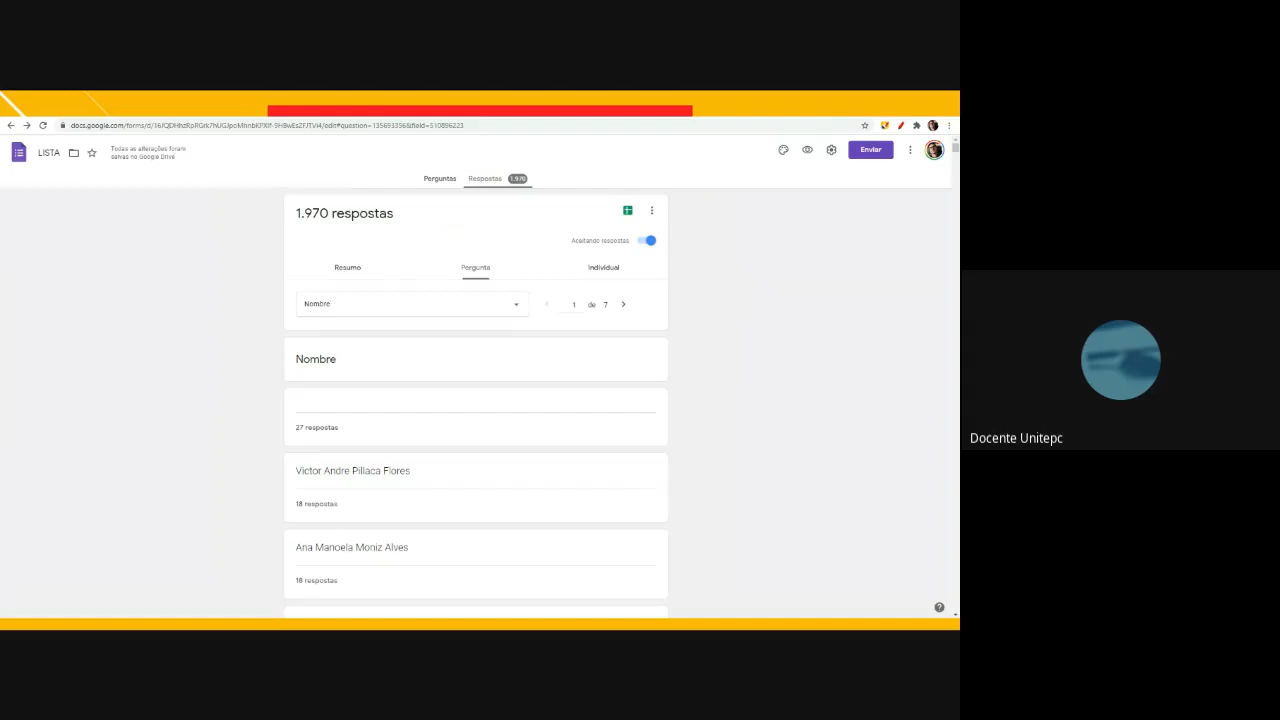 LISTA
Todas as alterações foram
salvas no Google Drive
Enviar
Perguntas
Respostas 1.970
1.970 respostas
Aceitando respostas
Resumo
Pergunta
Individual
Nombre
1 de 7
Nombre
27 respostas
Victor Andre Pillaca Flores
18 respostas
Ana Manoela Moniz Alves
18 respostas
Docente Unitepc